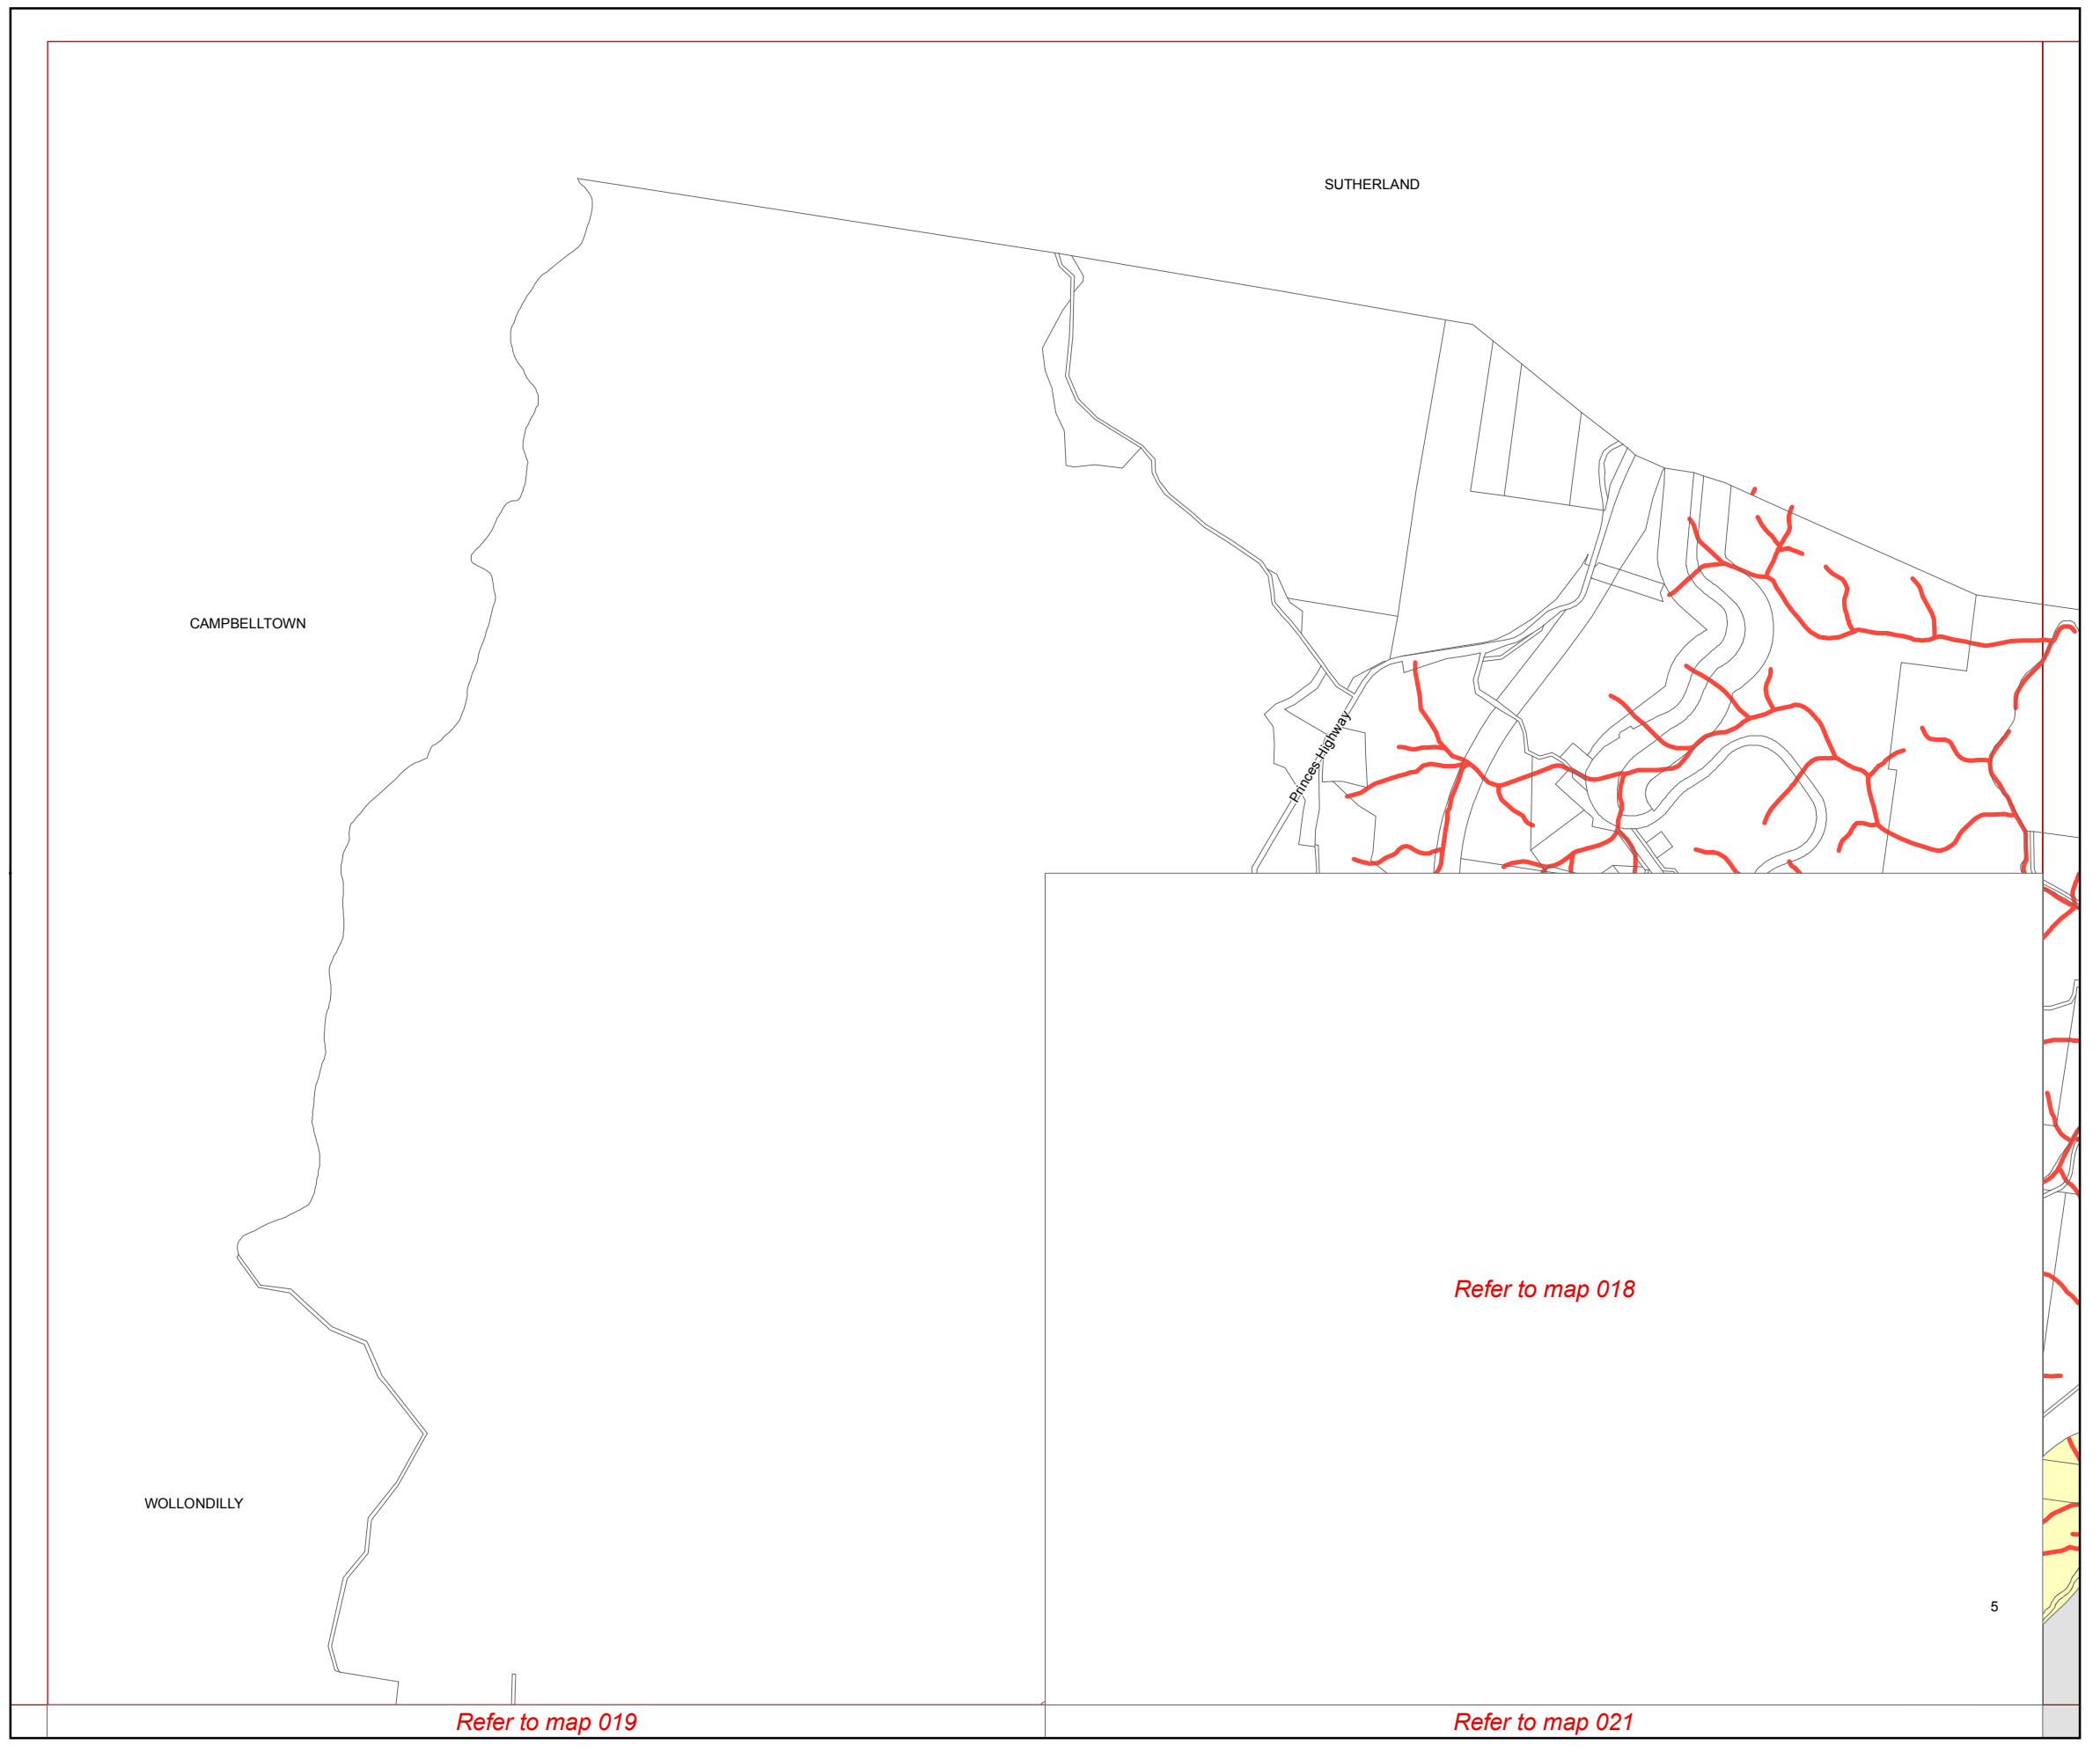 SUTHERLAND
CAMPBELLTOWN
Princes Highway
Refer to map 018
WOLLONDILLY
5
Refer to map 019
Refer to map 021